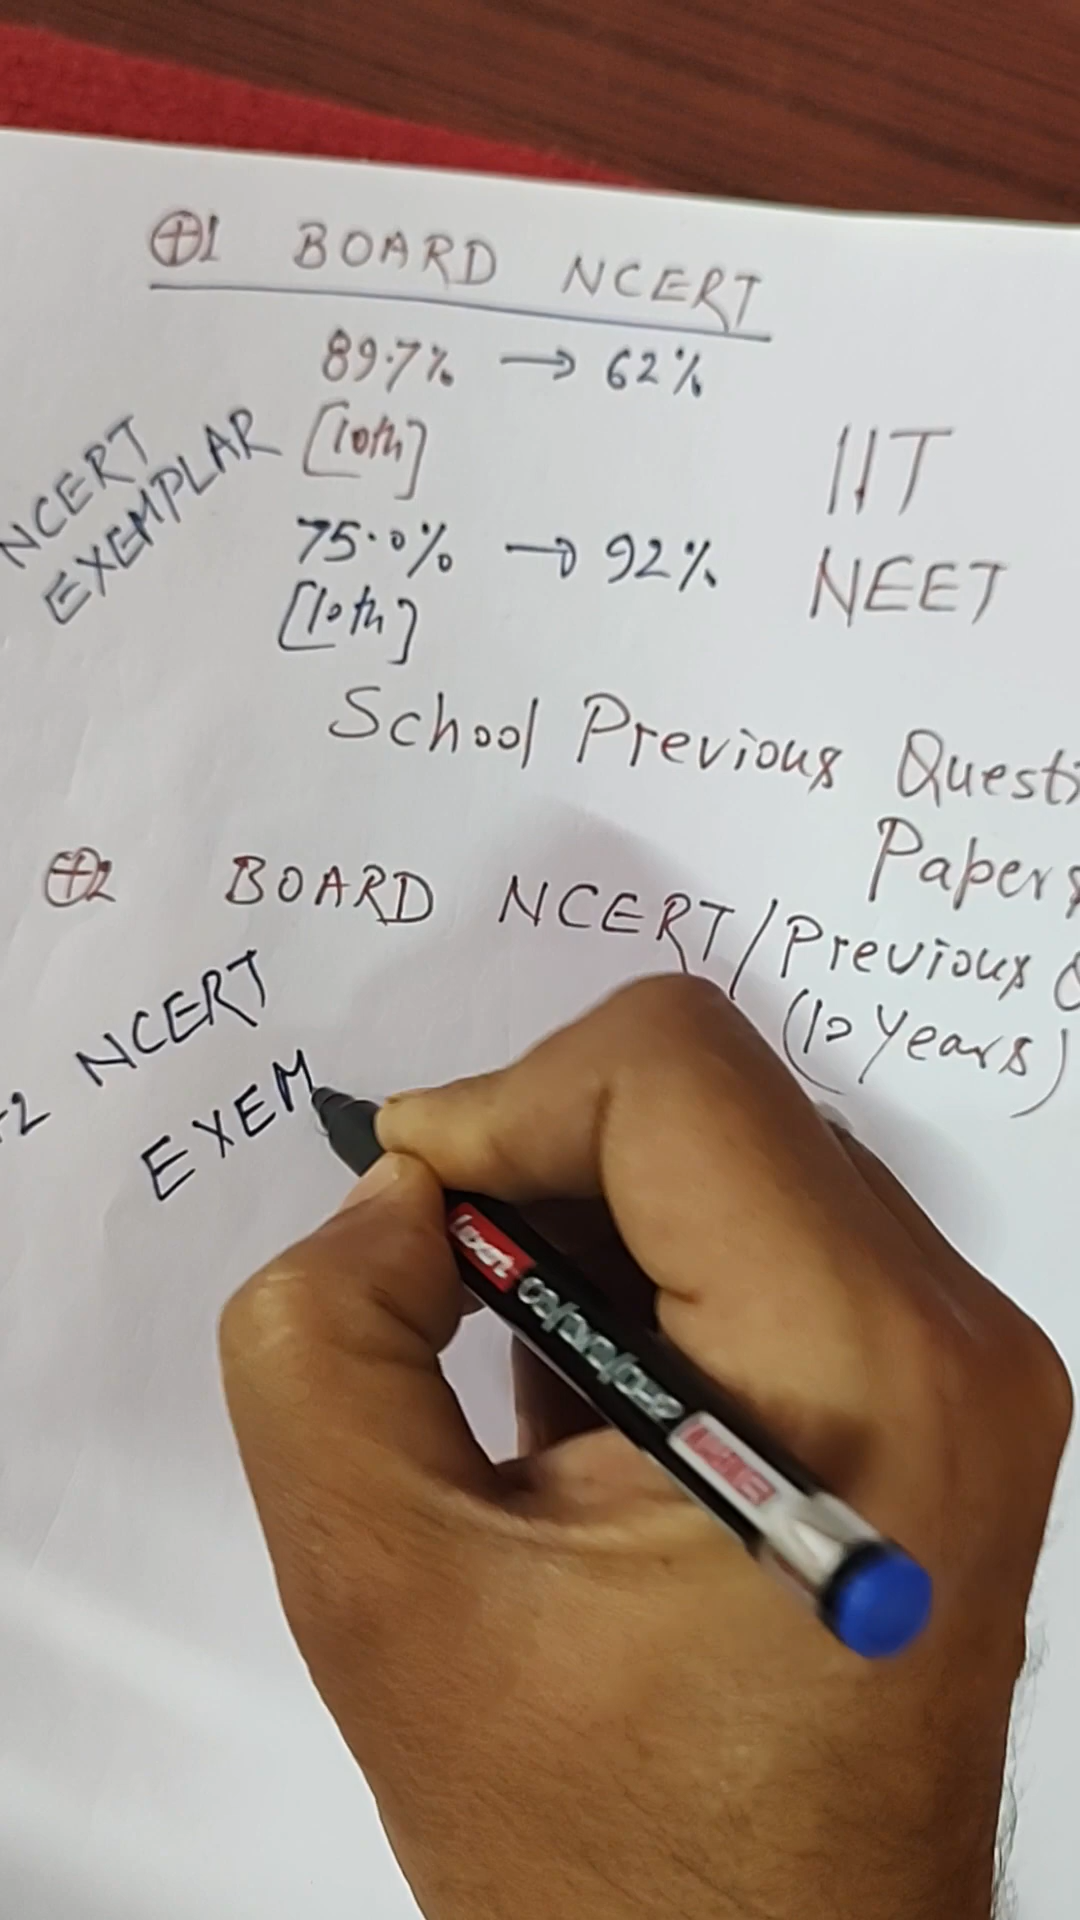 ⊕1 BOARD NCERT
89.7% → 62%
[10th]
NCERT
EXEMPLAR
75.0% → 92%
[10th]
IIT
NEET
School Previous Questi
Papers
⊕2 BOARD NCERT/Previous Q
(10 Years)
+2 NCERT
EXEM